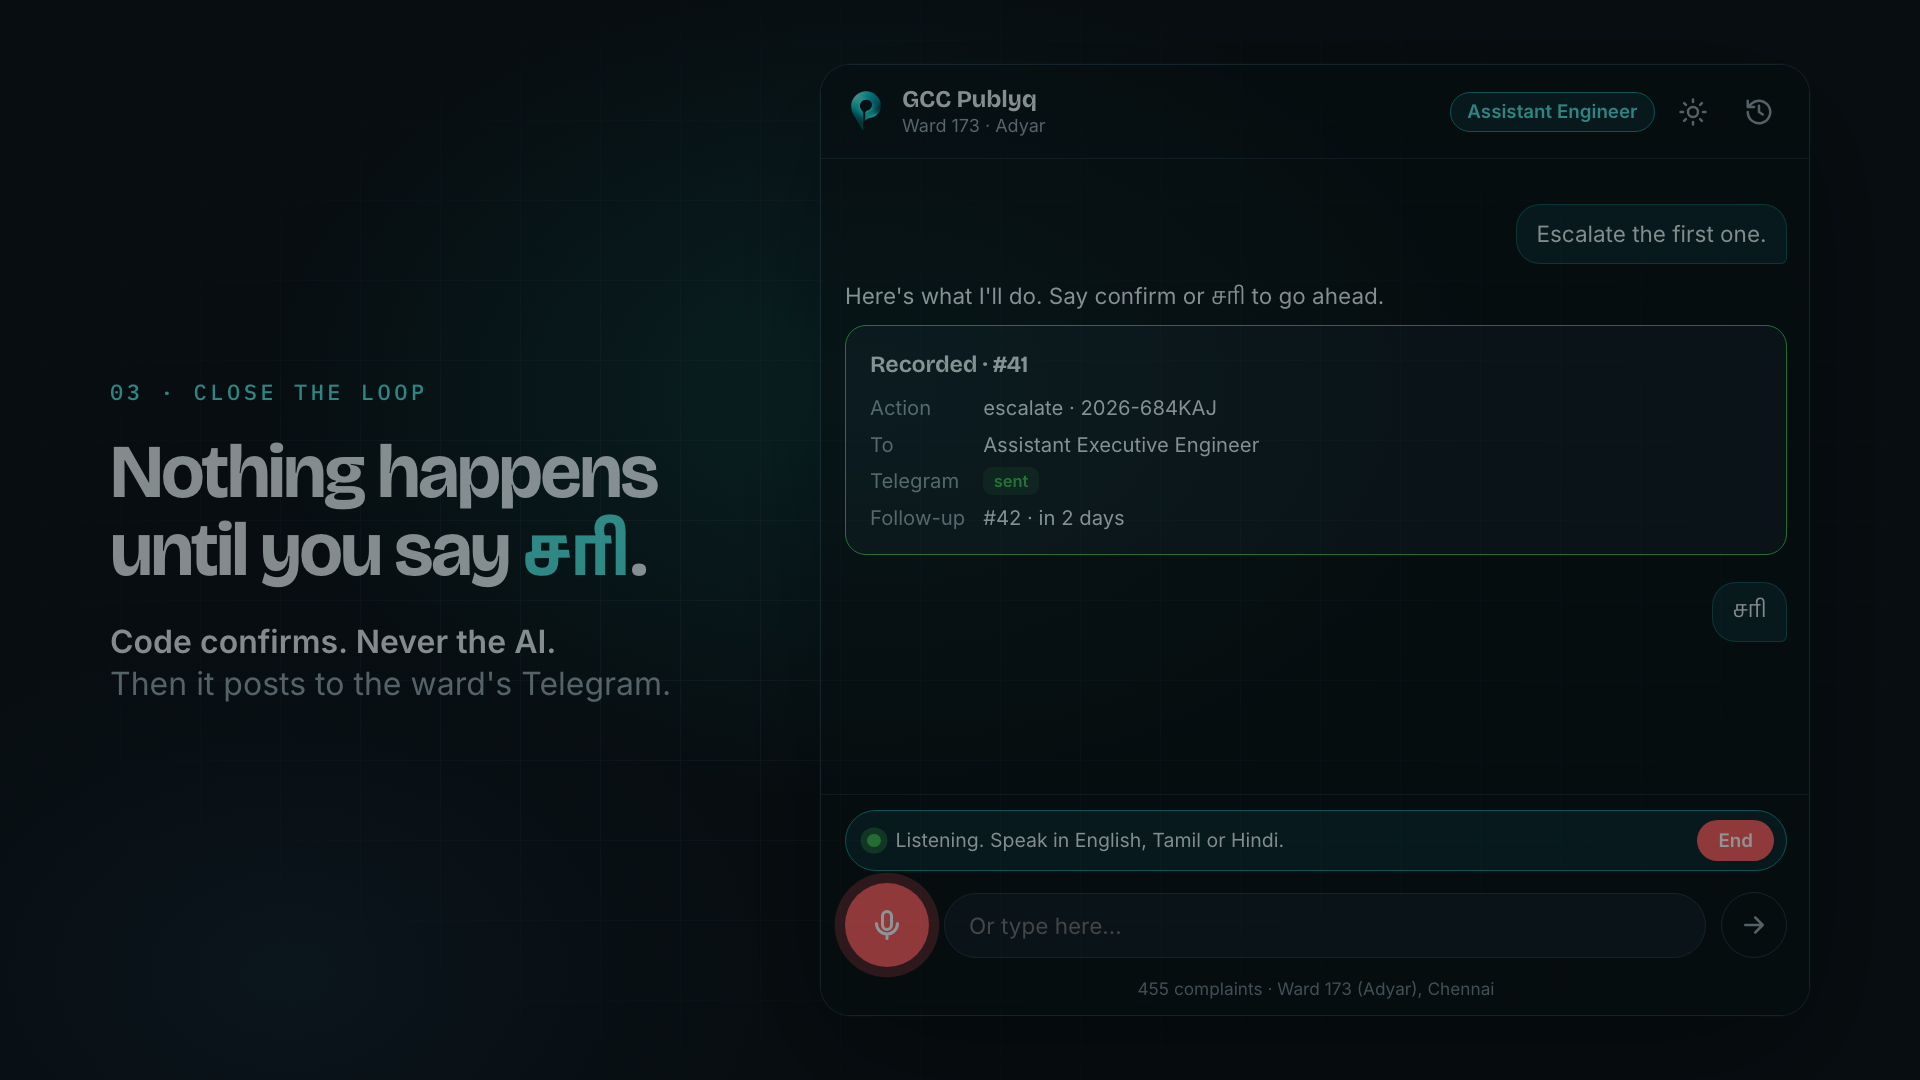 03 · CLOSE THE LOOP
Nothing happens
until you say சரி.
Code confirms. Never the AI.
Then it posts to the ward's Telegram.
GCC Publyq
Ward 173 · Adyar
Assistant Engineer
Escalate the first one.
Here's what I'll do. Say confirm or சரி to go ahead.
Recorded · #41
Action escalate · 2026-684KAJ
To Assistant Executive Engineer
Telegram sent
Follow-up #42 · in 2 days
சரி
Listening. Speak in English, Tamil or Hindi.
End
Or type here...
455 complaints · Ward 173 (Adyar), Chennai